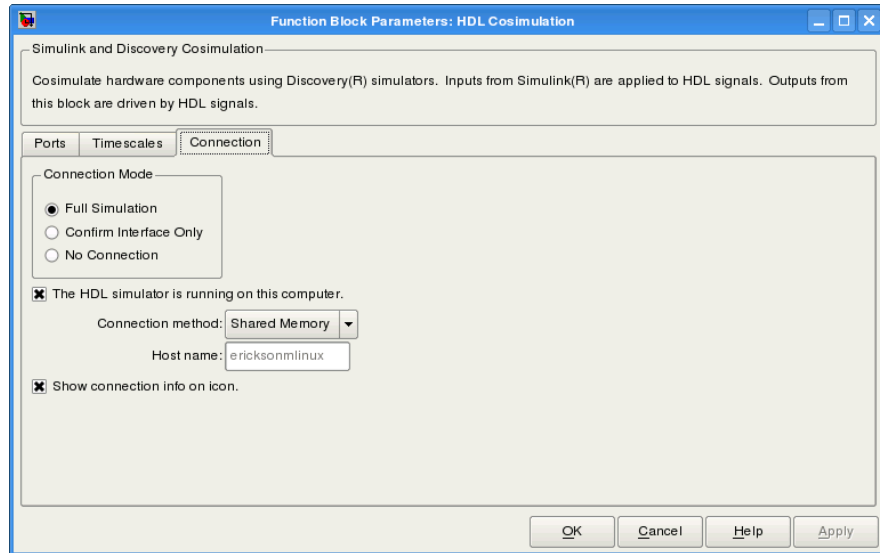 Function Block Parameters: HDL Cosimulation
Simulink and Discovery Cosimulation
Cosimulate hardware components using Discovery(R) simulators. Inputs from Simulink(R) are applied to HDL signals. Outputs from
this block are driven by HDL signals.
Ports Timescales Connection
Connection Mode
Full Simulation
Confirm Interface Only
No Connection
The HDL simulator is running on this computer.
Connection method: Shared Memory
Host name: ericksonmlinux
Show connection info on icon.
OK Cancel Help Apply